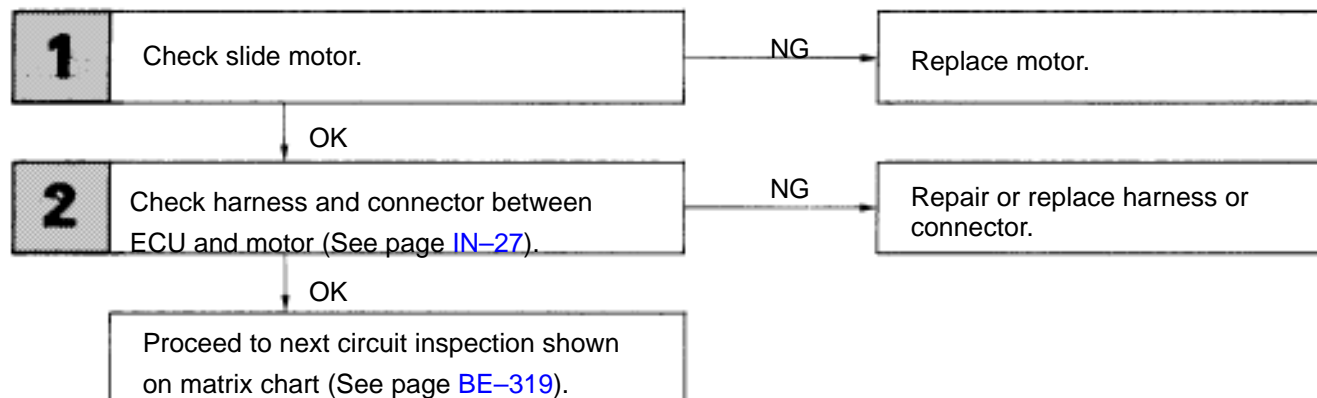 1
Check slide motor.
NG
Replace motor.
OK
2
Check harness and connector between
ECU and motor (See page IN–27).
NG
Repair or replace harness or
connector.
OK
Proceed to next circuit inspection shown
on matrix chart (See page BE–319).